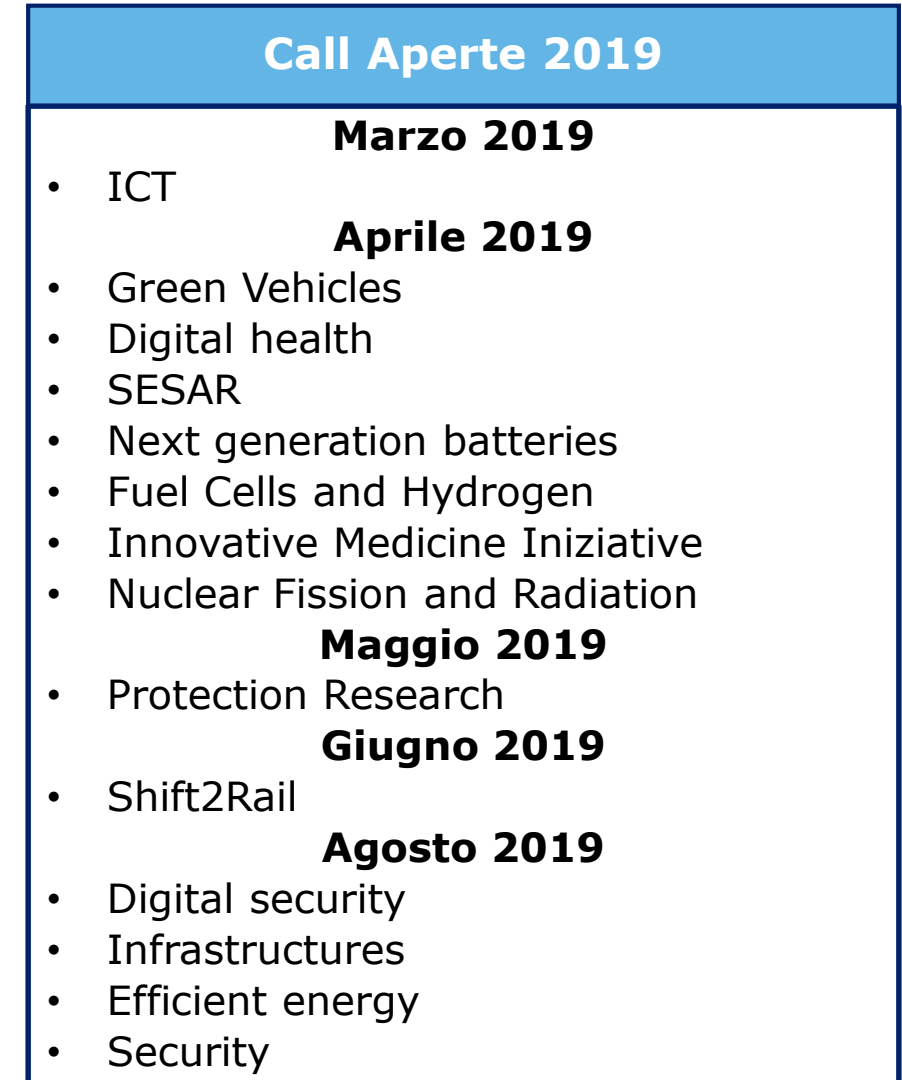 Call Aperte 2019
Marzo 2019
• ICT
Aprile 2019
• Green Vehicles
• Digital health
• SESAR
• Next generation batteries
• Fuel Cells and Hydrogen
• Innovative Medicine Iniziative
• Nuclear Fission and Radiation
Maggio 2019
• Protection Research
Giugno 2019
• Shift2Rail
Agosto 2019
• Digital security
• Infrastructures
• Efficient energy
• Security